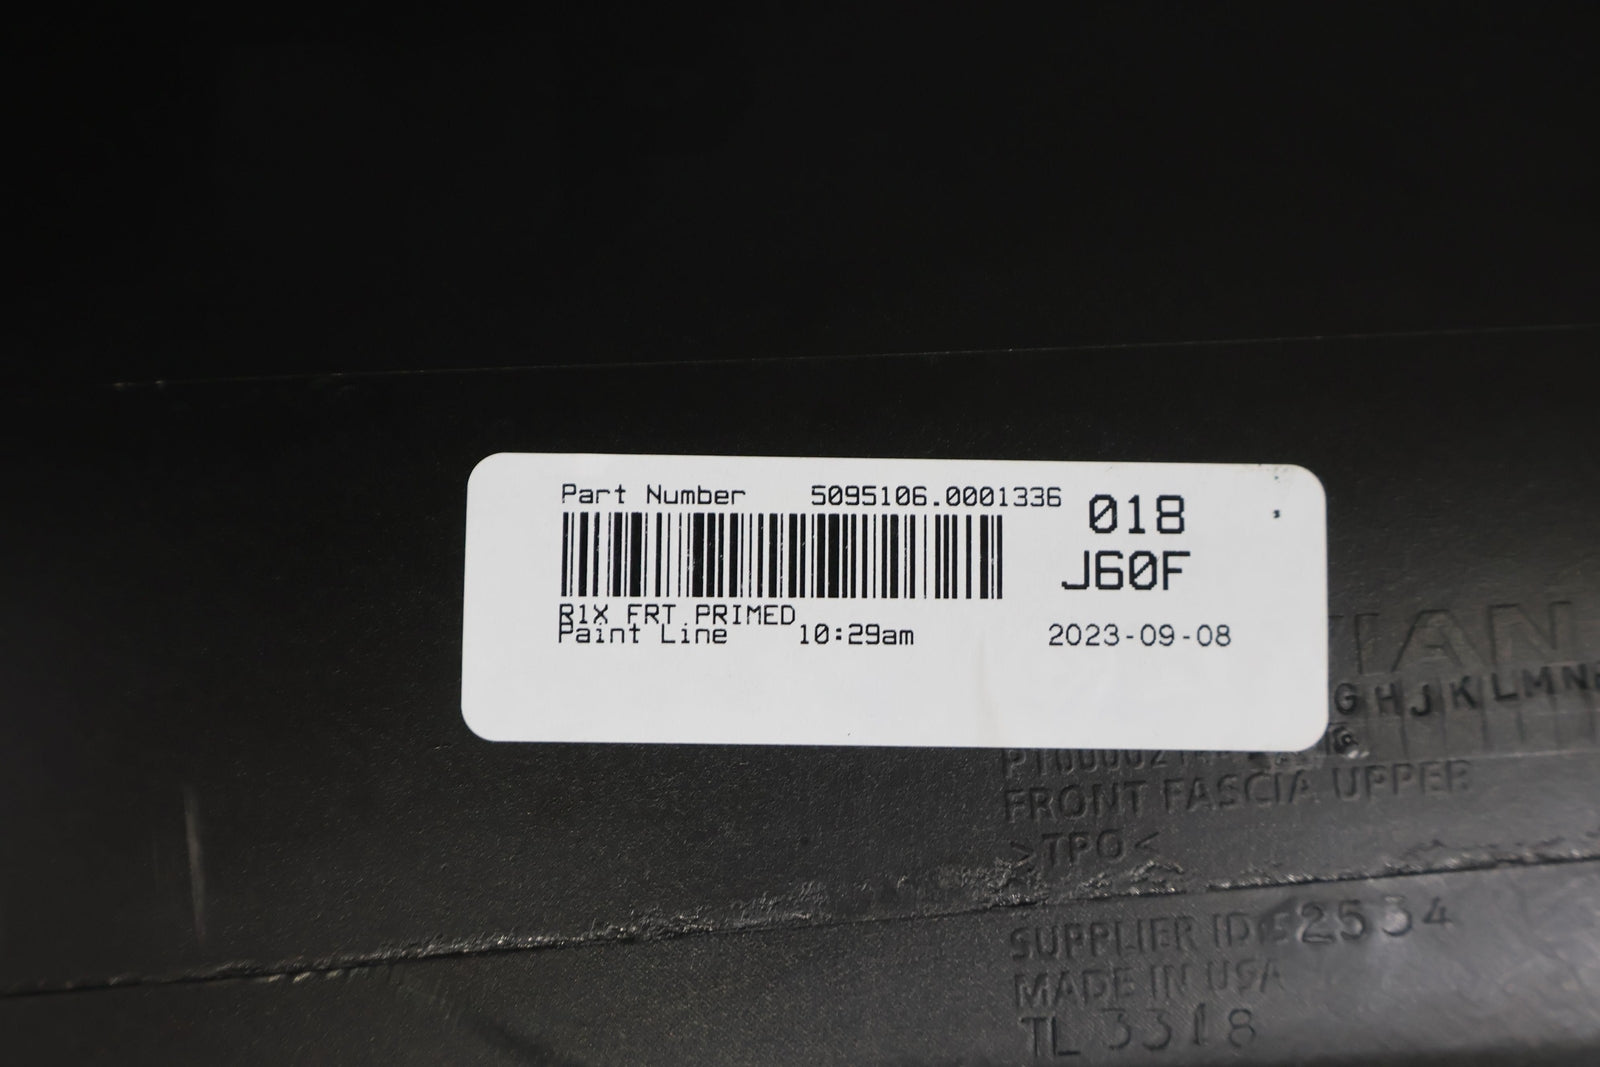 Part Number 5095106.0001336
018
J60F
R1X FRT PRIMED
Paint Line 10:29am 2023-09-08
GHJKLMN
FRONT FASCIA UPPER
>TPO<
SUPPLIER ID
MADE IN USA
TL 3318